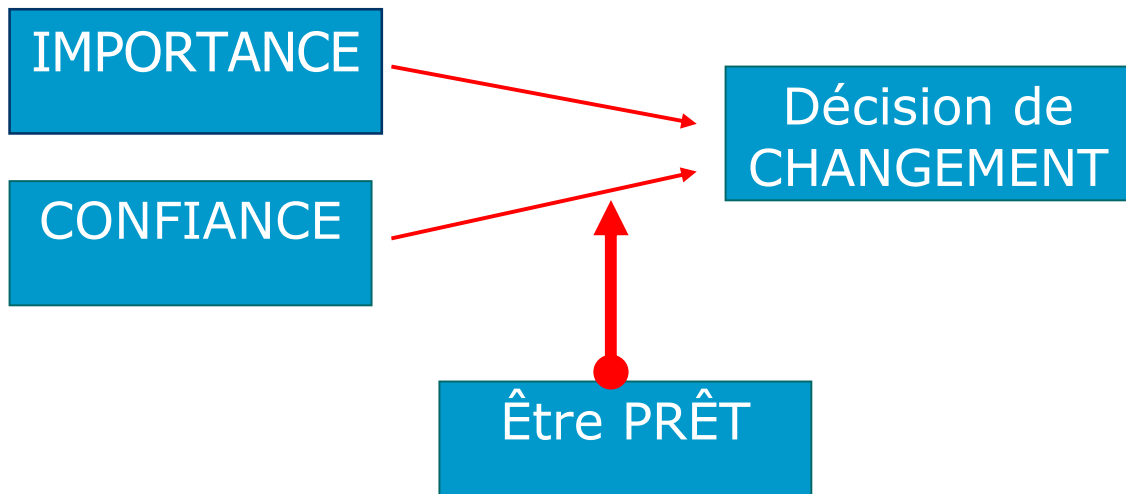 IMPORTANCE
CONFIANCE
Décision de
CHANGEMENT
Être PRÊT